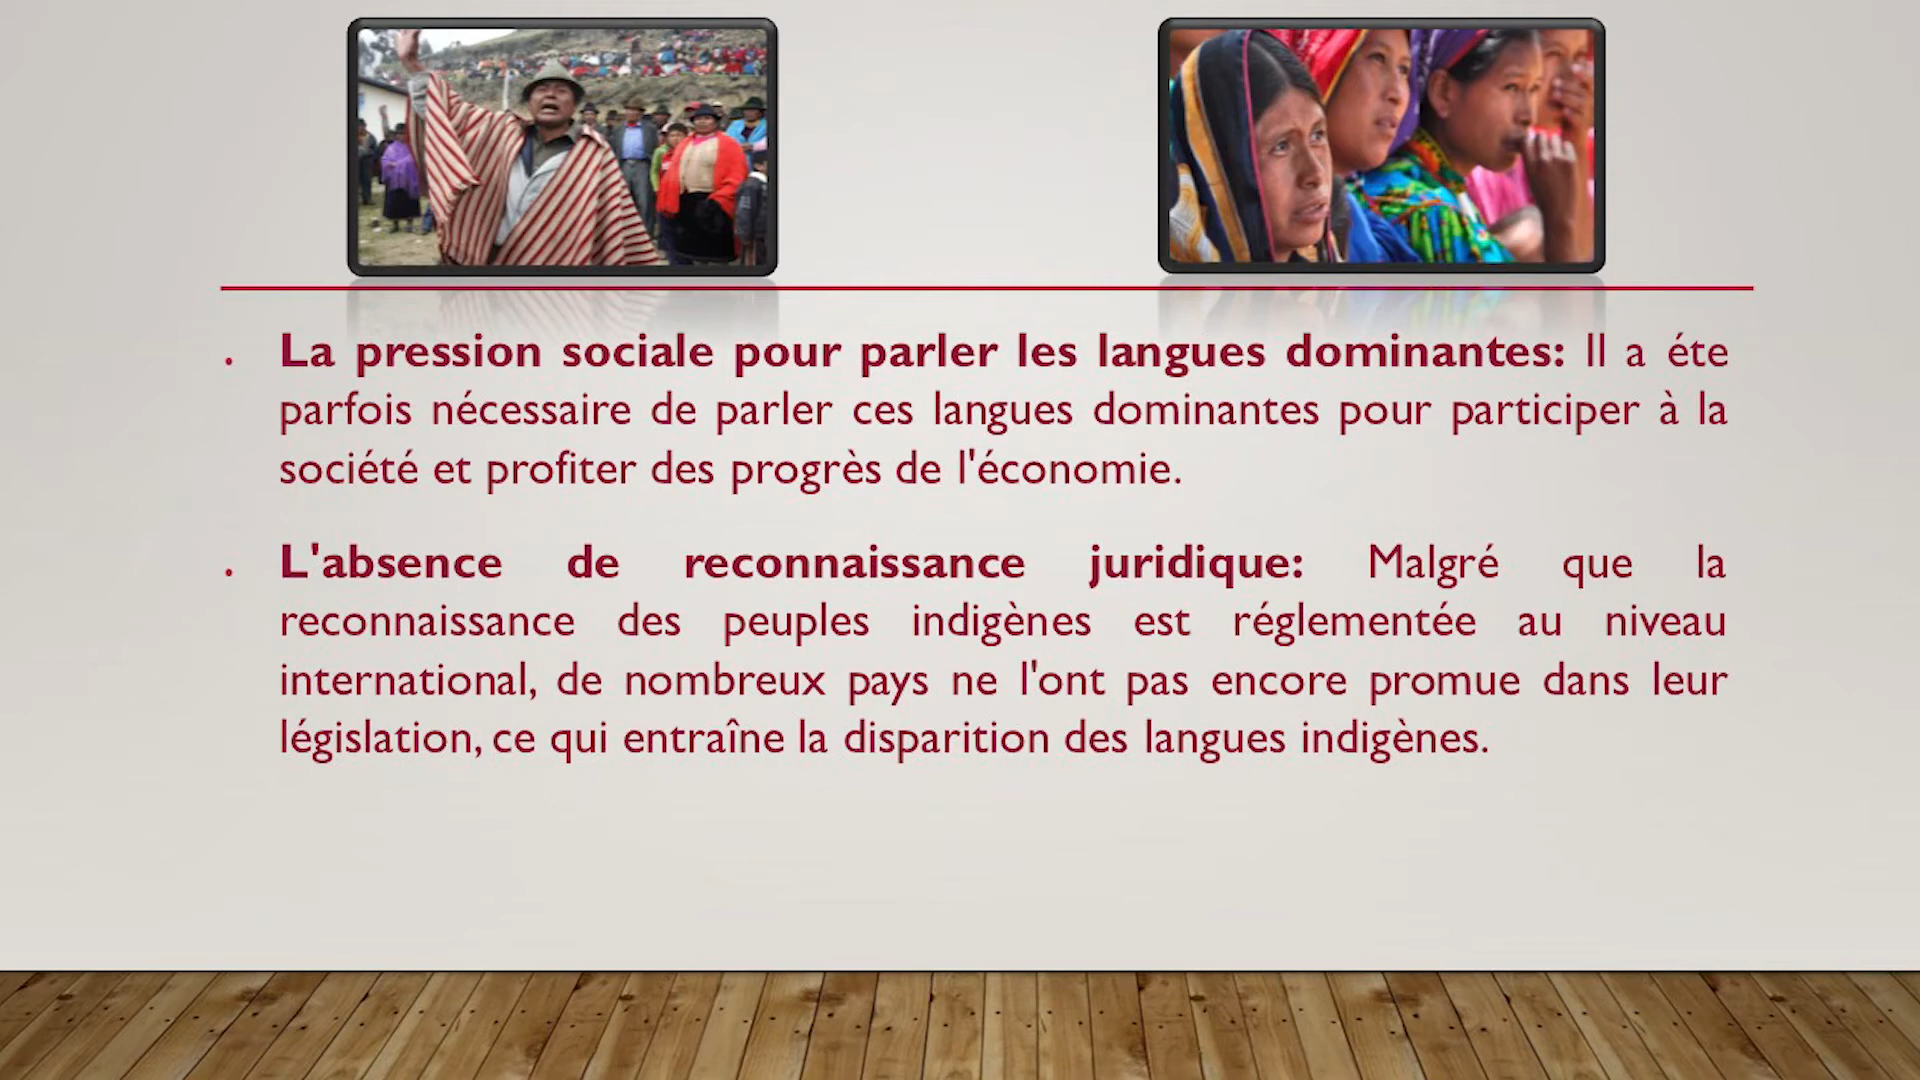 . La pression sociale pour parler les langues dominantes: Il a éte
parfois nécessaire de parler ces langues dominantes pour participer à la
société et profiter des progrès de l'économie.
. L'absence de reconnaissance juridique: Malgré que la
reconnaissance des peuples indigènes est réglementée au niveau
international, de nombreux pays ne l'ont pas encore promue dans leur
législation, ce qui entraîne la disparition des langues indigènes.